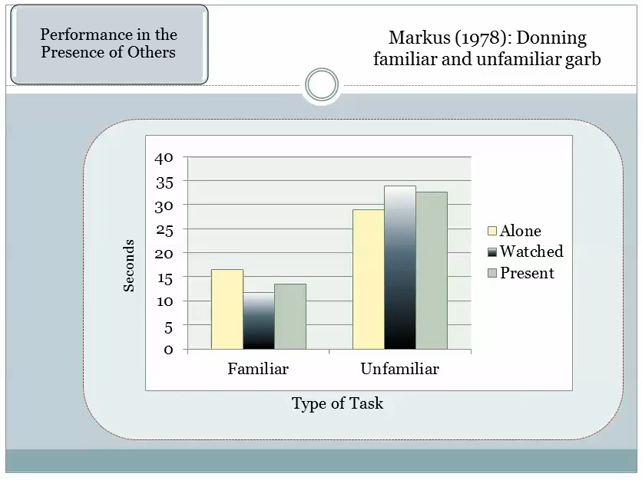 Performance in the
Presence of Others
Markus (1978): Donning
familiar and unfamiliar garb
40
35
30
25
20
15
10
5
0
Seconds
Familiar
Unfamiliar
Type of Task
Alone
Watched
Present